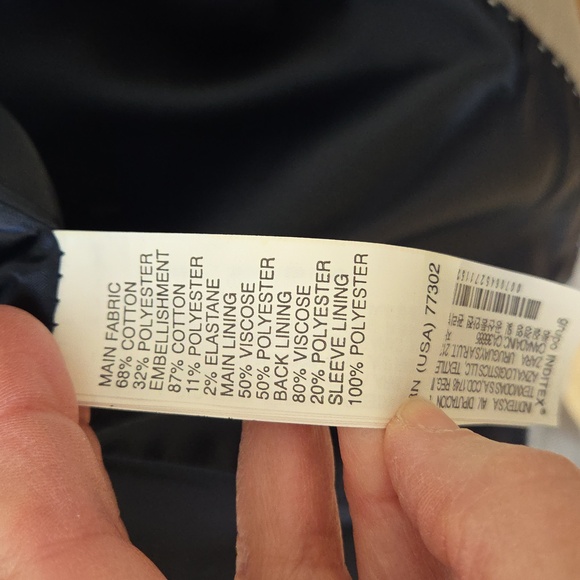 MAIN FABRIC
68% COTTON
32% POLYESTER
EMBELLISHMENT
87% COTTON
11% POLYESTER
2% ELASTANE
MAIN LINING
50% VISCOSE
50% POLYESTER
BACK LINING
80% VISCOSE
20% POLYESTER
SLEEVE LINING
100% POLYESTER
(USA) 77302
grupo INDITEX